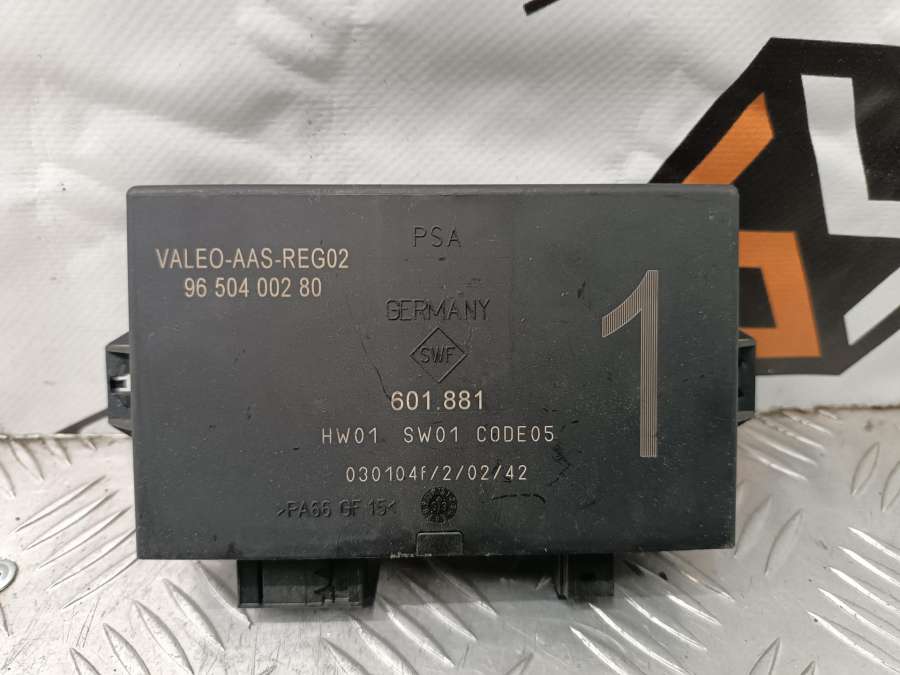 PSA
VALEO-AAS-REG02
96 504 002 80
GERMANY
SWF
1
601.881
HW01 SW01 CODE05
030104f/2/02/42
>PA66 GF 15<